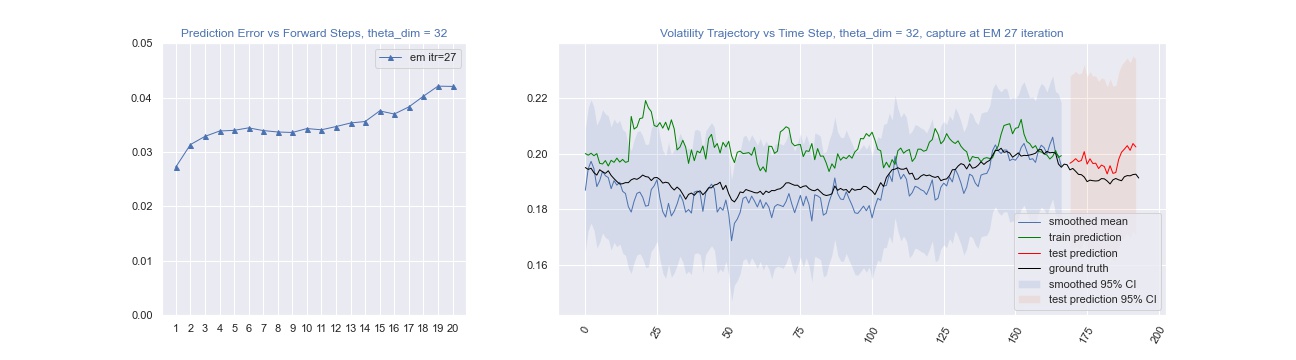 Prediction Error vs Forward Steps, theta_dim = 32
0.05
0.04
0.03
0.02
0.01
0.00
em itr=27
1 2 3 4 5 6 7 8 9 10 11 12 13 14 15 16 17 18 19 20
Volatility Trajectory vs Time Step, theta_dim = 32, capture at EM 27 iteration
0.22
0.20
0.18
0.16
smoothed mean
train prediction
test prediction
ground truth
smoothed 95% CI
test prediction 95% CI
0 25 50 75 100 125 150 175 200